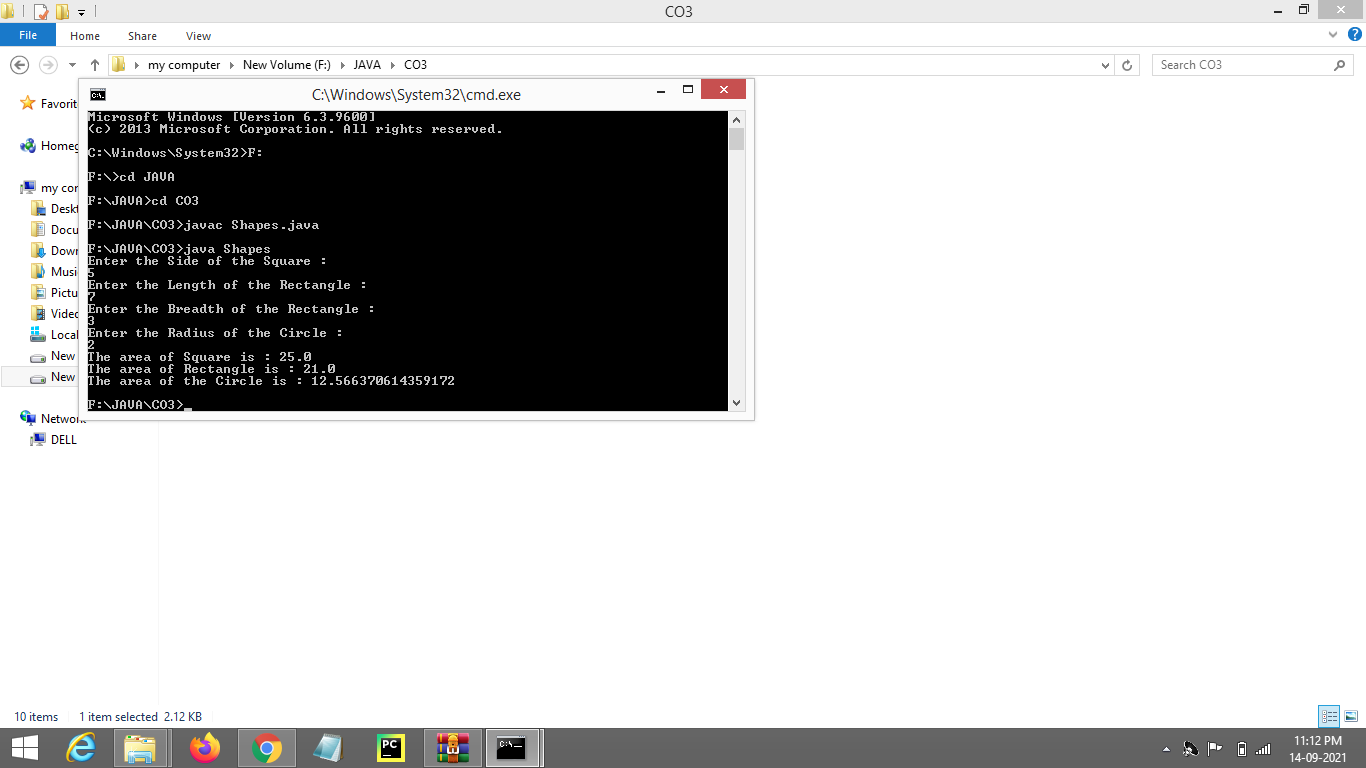 CO3
File Home Share View
my computer New Volume (F:) JAVA CO3
Search CO3
C:\Windows\System32\cmd.exe
Microsoft Windows [Version 6.3.9600]
(c) 2013 Microsoft Corporation. All rights reserved.
C:\Windows\System32>F:
F:\>cd JAVA
F:\JAVA>cd CO3
F:\JAVA\CO3>javac Shapes.java
F:\JAVA\CO3>java Shapes
Enter the Side of the Square :
5
Enter the Length of the Rectangle :
7
Enter the Breadth of the Rectangle :
3
Enter the Radius of the Circle :
2
The area of Square is : 25.0
The area of Rectangle is : 21.0
The area of the Circle is : 12.566370614359172
F:\JAVA\CO3>_
Favorit
Homeg
my con
Deskt
Docu
Down
Music
Pictu
Video
Local
New
New
Network
DELL
10 items 1 item selected 2.12 KB
PC
C:\_
11:12 PM
14-09-2021